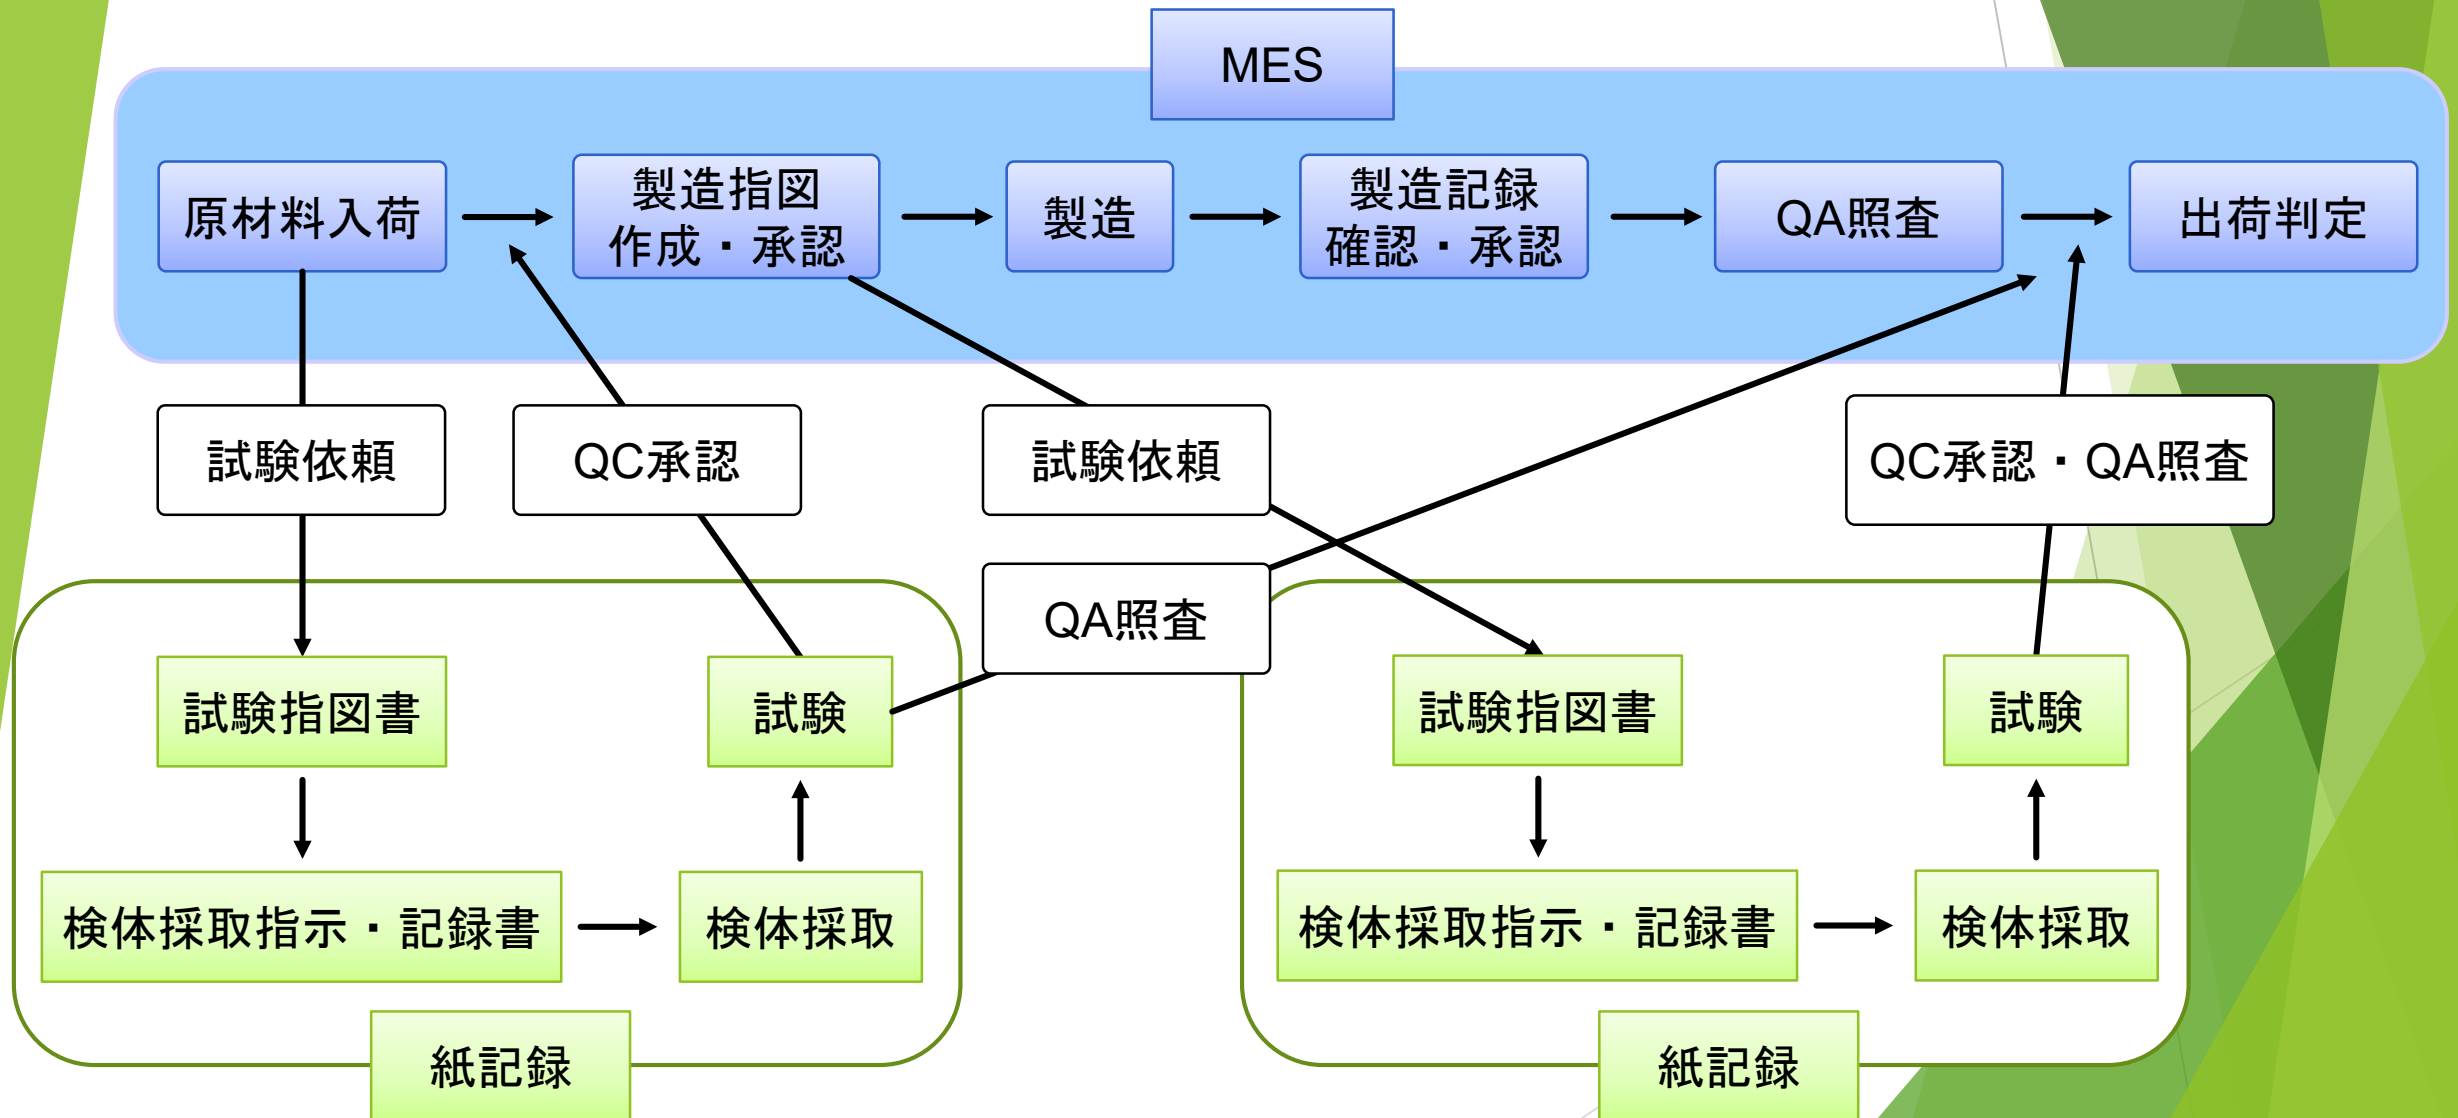 MES
原材料入荷
製造指図
作成・承認
製造
製造記録
確認・承認
QA照査
出荷判定
試験依頼
QC承認
試験依頼
QC承認・QA照査
QA照査
試験指図書
試験
試験指図書
試験
検体採取指示・記録書
検体採取
検体採取指示・記録書
検体採取
紙記録
紙記録